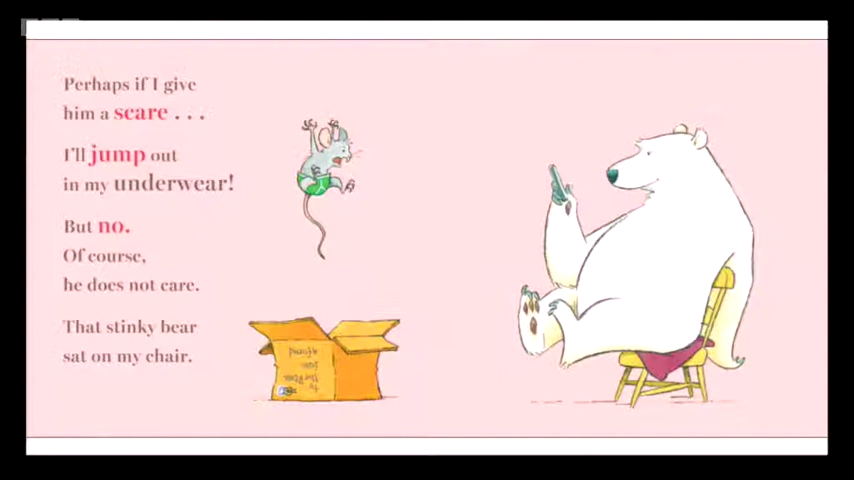 Perhaps if I give
him a scare . . .
I'll jump out
in my underwear!
But no.
Of course,
he does not care.
That stinky bear
sat on my chair.